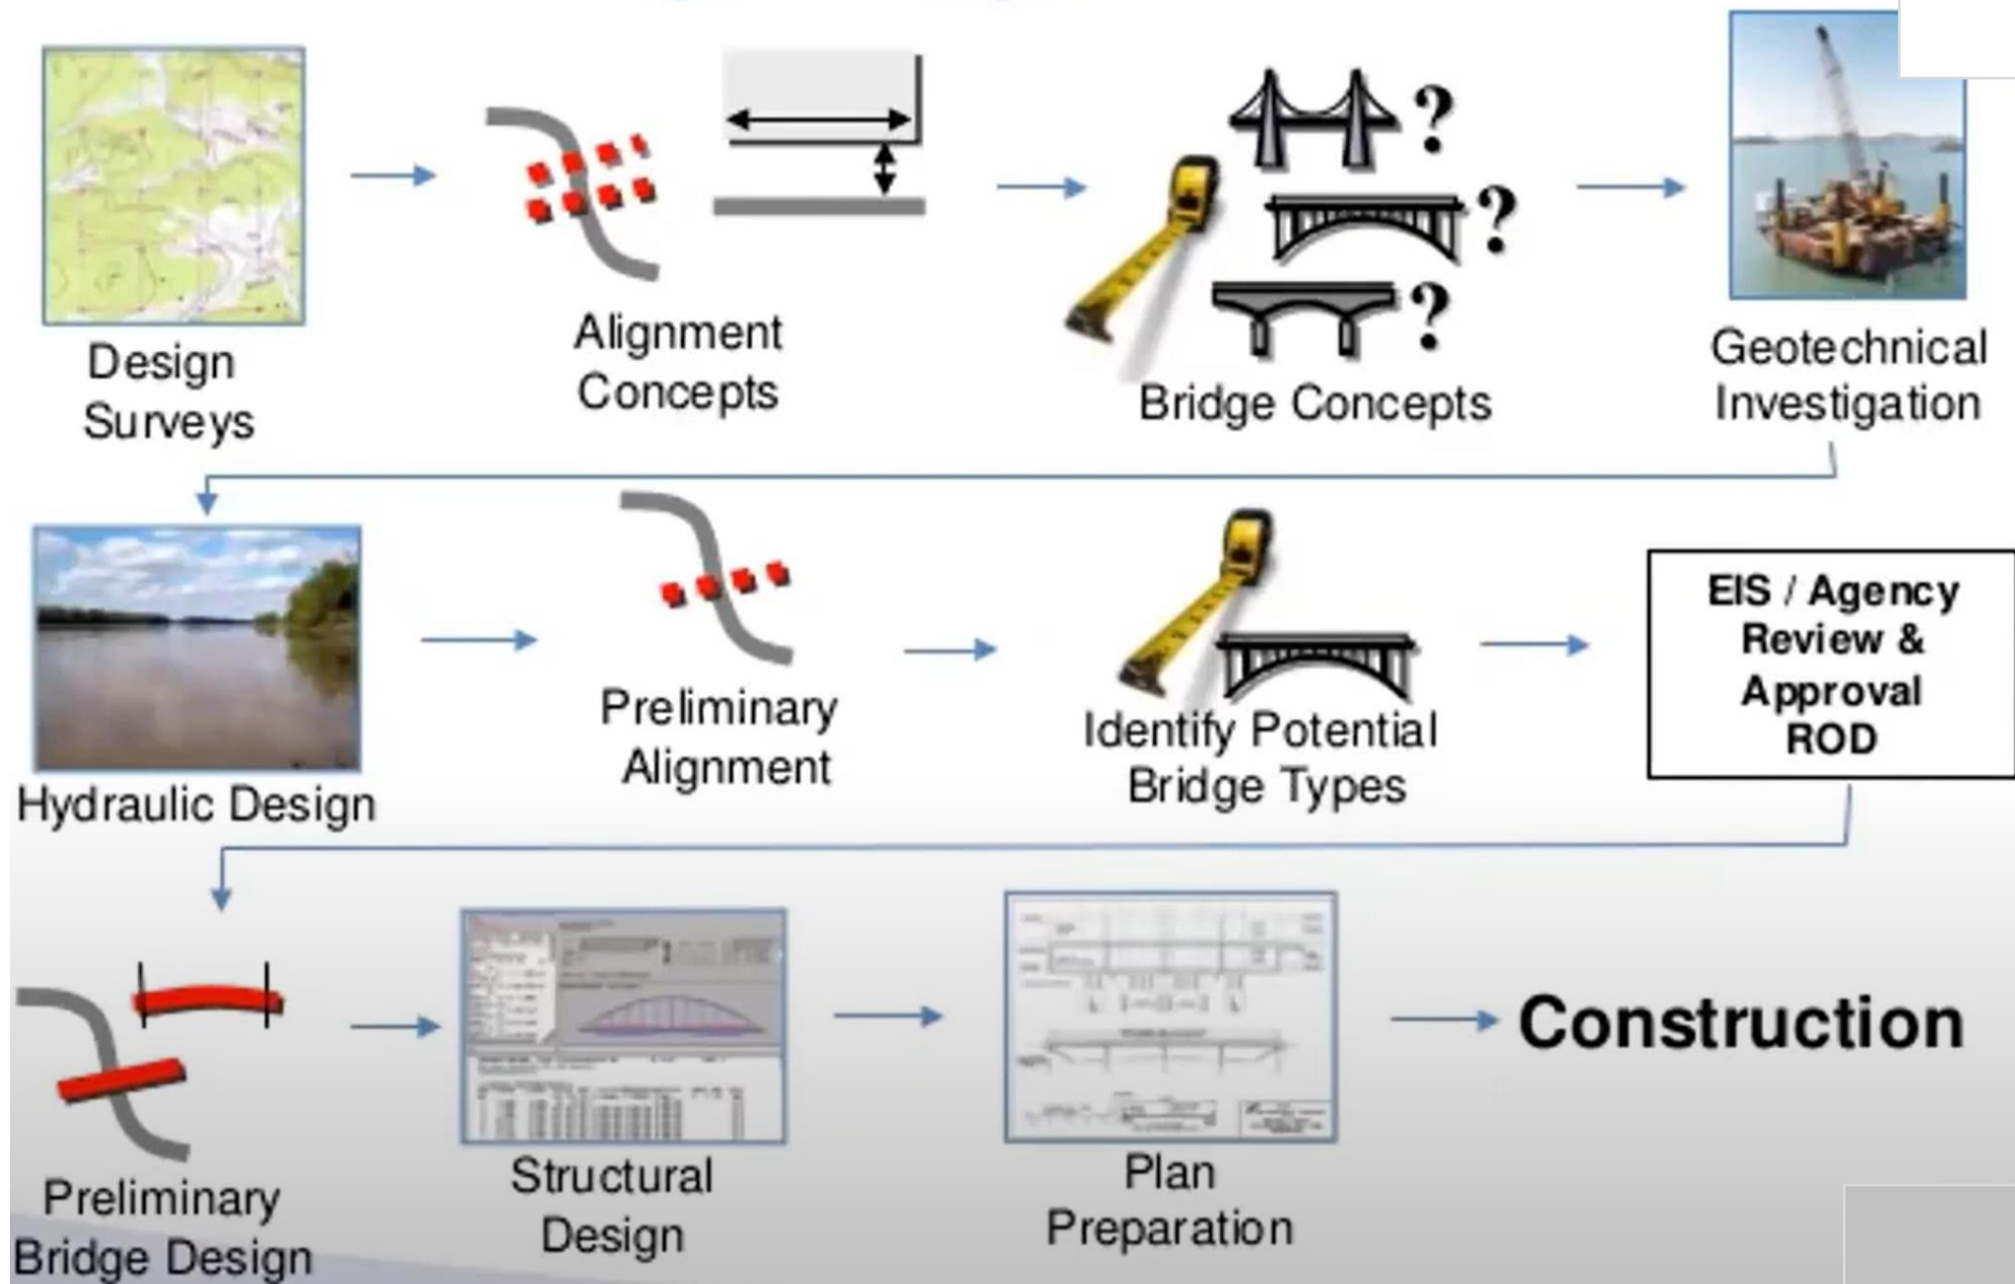 Design
Surveys
Alignment
Concepts
?
?
?
Bridge Concepts
Geotechnical
Investigation
Hydraulic Design
Preliminary
Alignment
Identify Potential
Bridge Types
EIS / Agency
Review &
Approval
ROD
Preliminary
Bridge Design
Structural
Design
Plan
Preparation
Construction